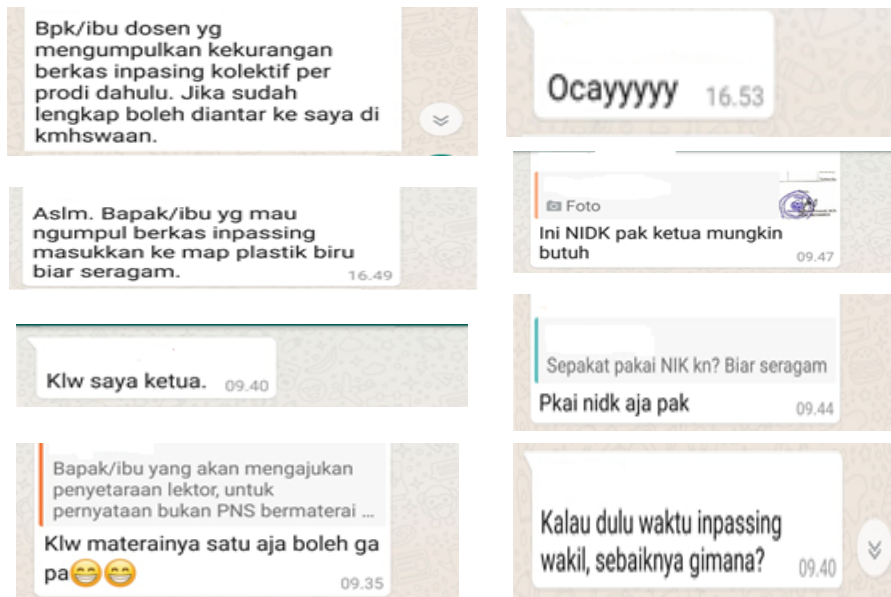 Bpk/ibu dosen yg
mengumpulkan kekurangan
berkas inpasing kolektif per
prodi dahulu. Jika sudah
lengkap boleh diantar ke saya di
kmhswaan.
Aslm. Bapak/ibu yg mau
ngumpul berkas inpassing
masukkan ke map plastik biru
biar seragam.
16.49
Klw saya ketua. 09.40
Bapak/ibu yang akan mengajukan
penyetaraan lektor, untuk
pernyataan bukan PNS bermaterai ...
Klw materainya satu aja boleh ga
pa😁😁
09.35
Ocayyyyy 16.53
Foto
Ini NIDK pak ketua mungkin
butuh 09.47
Sepakat pakai NIK kn? Biar seragam
Pkai nidk aja pak 09.44
Kalau dulu waktu inpassing
wakil, sebaiknya gimana? 09.40